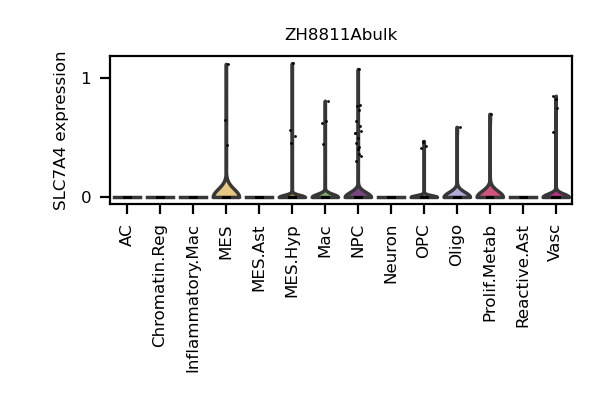 ZH8811Abulk
SLC7A4 expression
1
0
AC
Chromatin.Reg
Inflammatory.Mac
MES
MES.Ast
MES.Hyp
Mac
NPC
Neuron
OPC
Oligo
Prolif.Metab
Reactive.Ast
Vasc